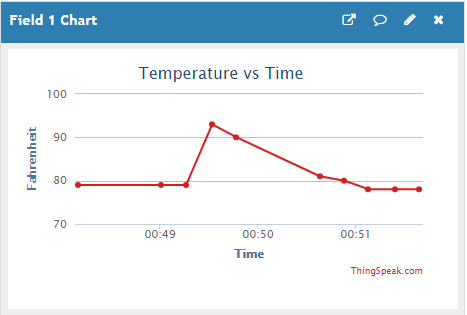 Field 1 Chart
Temperature vs Time
100
90
80
70
Fahrenheit
00:49 00:50 00:51
Time
ThingSpeak.com